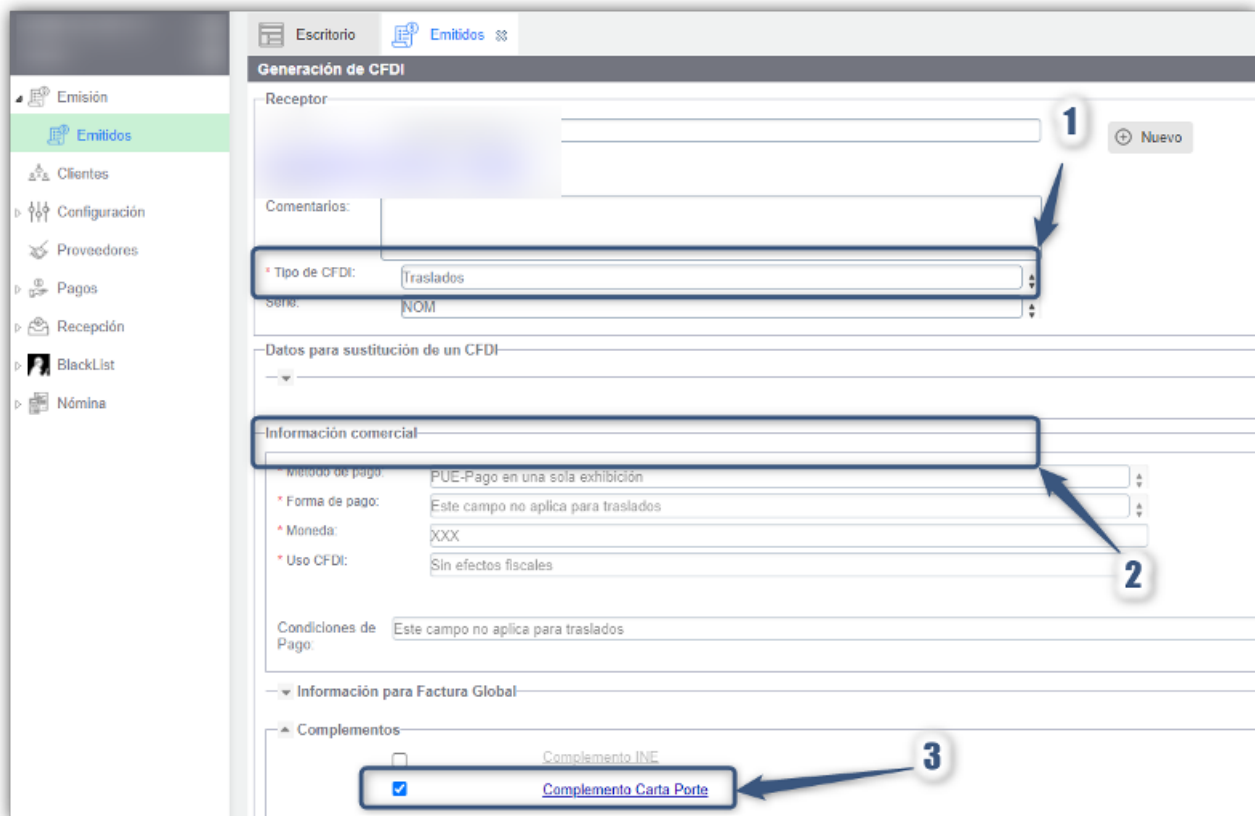 Escritorio
Emitidos
Generación de CFDI
Emisión
Emitidos
Clientes
Configuración
Proveedores
Pagos
Recepción
BlackList
Nómina
Receptor
1
Nuevo
Comentarios:
* Tipo de CFDI: Traslados
Serie: NOM
Datos para sustitución de un CFDI
Información comercial
* Método de pago: PUE-Pago en una sola exhibición
* Forma de pago: Este campo no aplica para traslados
* Moneda: XXX
* Uso CFDI: Sin efectos fiscales
2
Condiciones de Pago: Este campo no aplica para traslados
Información para Factura Global
Complementos
Complemento INE
3
Complemento Carta Porte